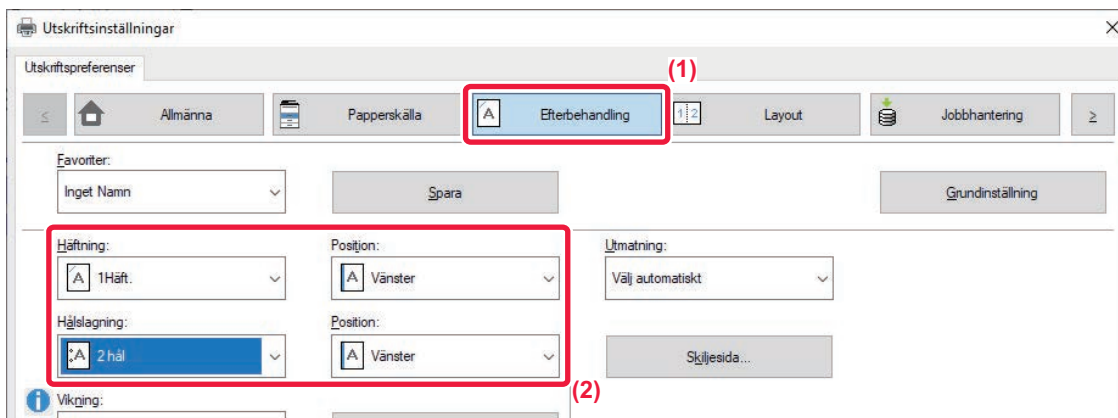 Utskriftsinställningar
Utskriftspreferenser
(1)
Allmänna Papperskälla Efterbehandling Layout Jobbhantering
Favoriter:
Inget Namn Spara Grundinställning
Häftning: Position: Utmatning:
1Häft. Vänster Välj automatiskt
Hålslagning: Position:
2 hål Vänster Skiljesida...
(2)
Vikning: